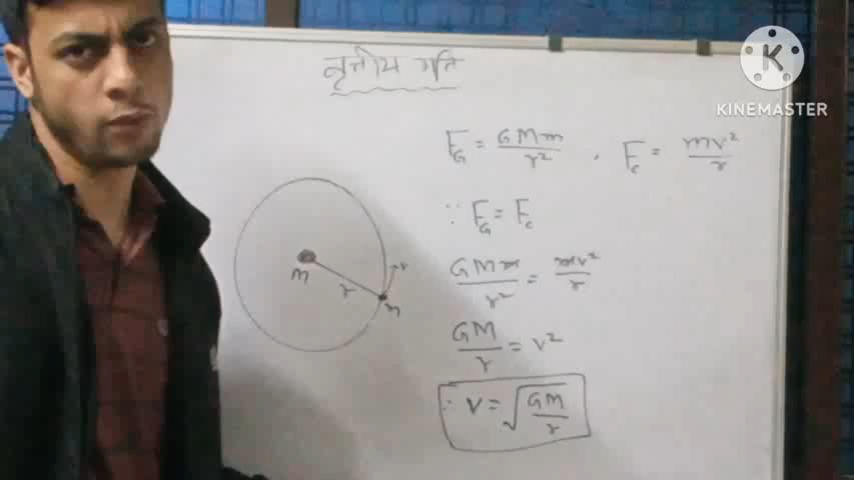 तृतीय गति
F_G = GMm/r² , F_c = mv²/r
∵ F_G = F_c
GMm/r² = mv²/r
GM/r = v²
∵ v = √(GM/r)
M
r
v
m
K
KINEMASTER